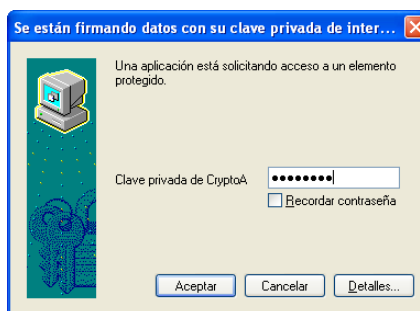 Se están firmando datos con su clave privada de inter...
Una aplicación está solicitando acceso a un elemento
protegido.
Clave privada de CryptoA
••••••••
Recordar contraseña
Aceptar
Cancelar
Detalles...